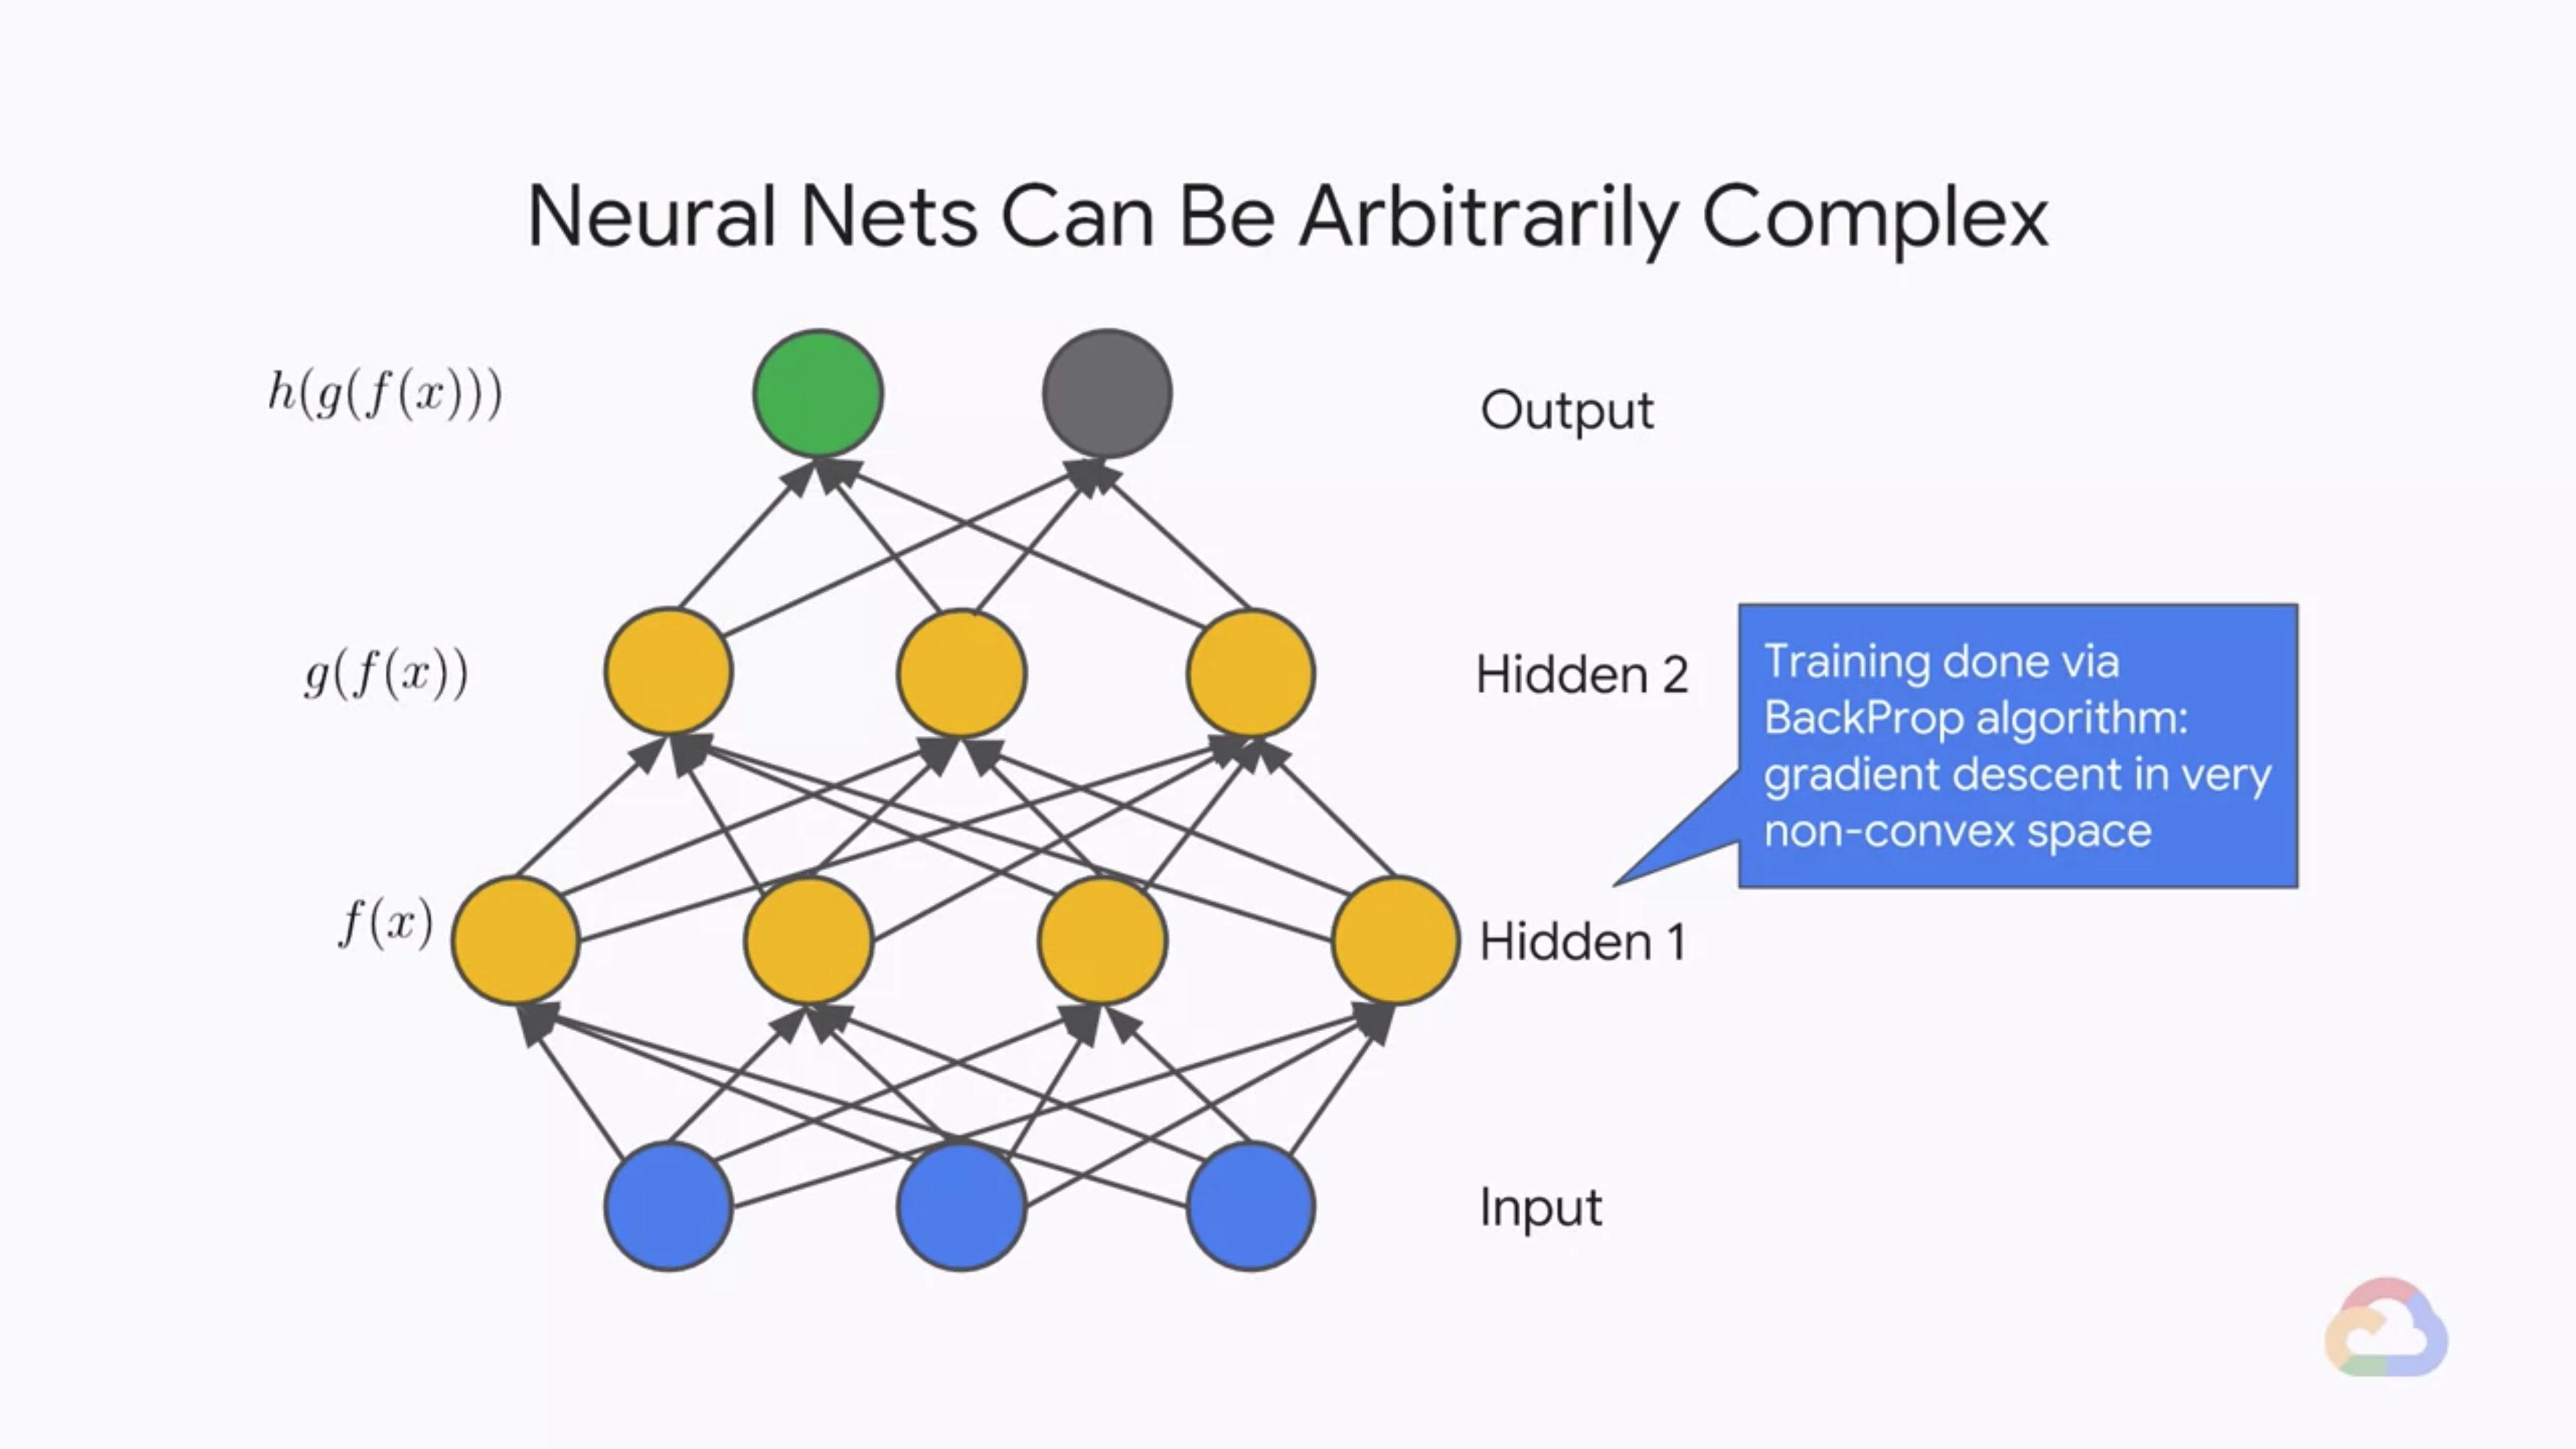 Neural Nets Can Be Arbitrarily Complex
h(g(f(x)))
Output
g(f(x))
Hidden 2
Training done via
BackProp algorithm:
gradient descent in very
non-convex space
f(x)
Hidden 1
Input